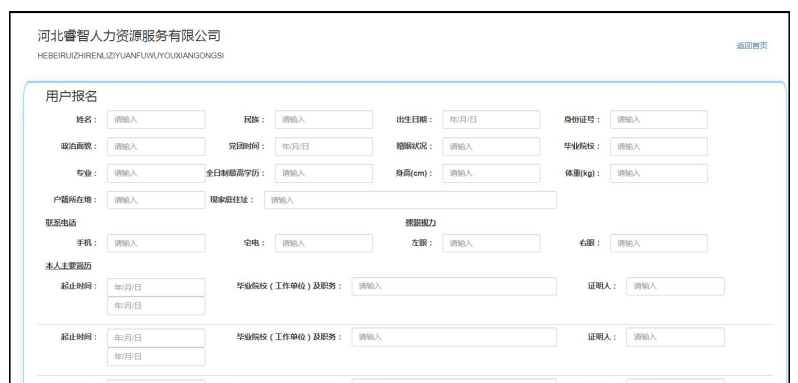 河北睿智人力资源服务有限公司
HEBEIRUIZHIRENLIZIYUANFUWUYOUXIANGONGSI
返回首页
用户报名
姓名： 请输入 民族： 请输入 出生日期： 年/月/日 身份证号： 请输入
政治面貌： 请输入 党团时间： 年/月/日 婚姻状况： 请输入 毕业院校： 请输入
专业： 请输入 全日制最高学历： 请输入 身高(cm)： 请输入 体重(kg)： 请输入
户籍所在地： 请输入 现家庭住址： 请输入
联系电话 裸眼视力
手机： 请输入 宅电： 请输入 左眼： 请输入 右眼： 请输入
本人主要简历
起止时间： 年/月/日 毕业院校（工作单位）及职务： 请输入 证明人： 请输入
年/月/日
起止时间： 年/月/日 毕业院校（工作单位）及职务： 请输入 证明人： 请输入
年/月/日